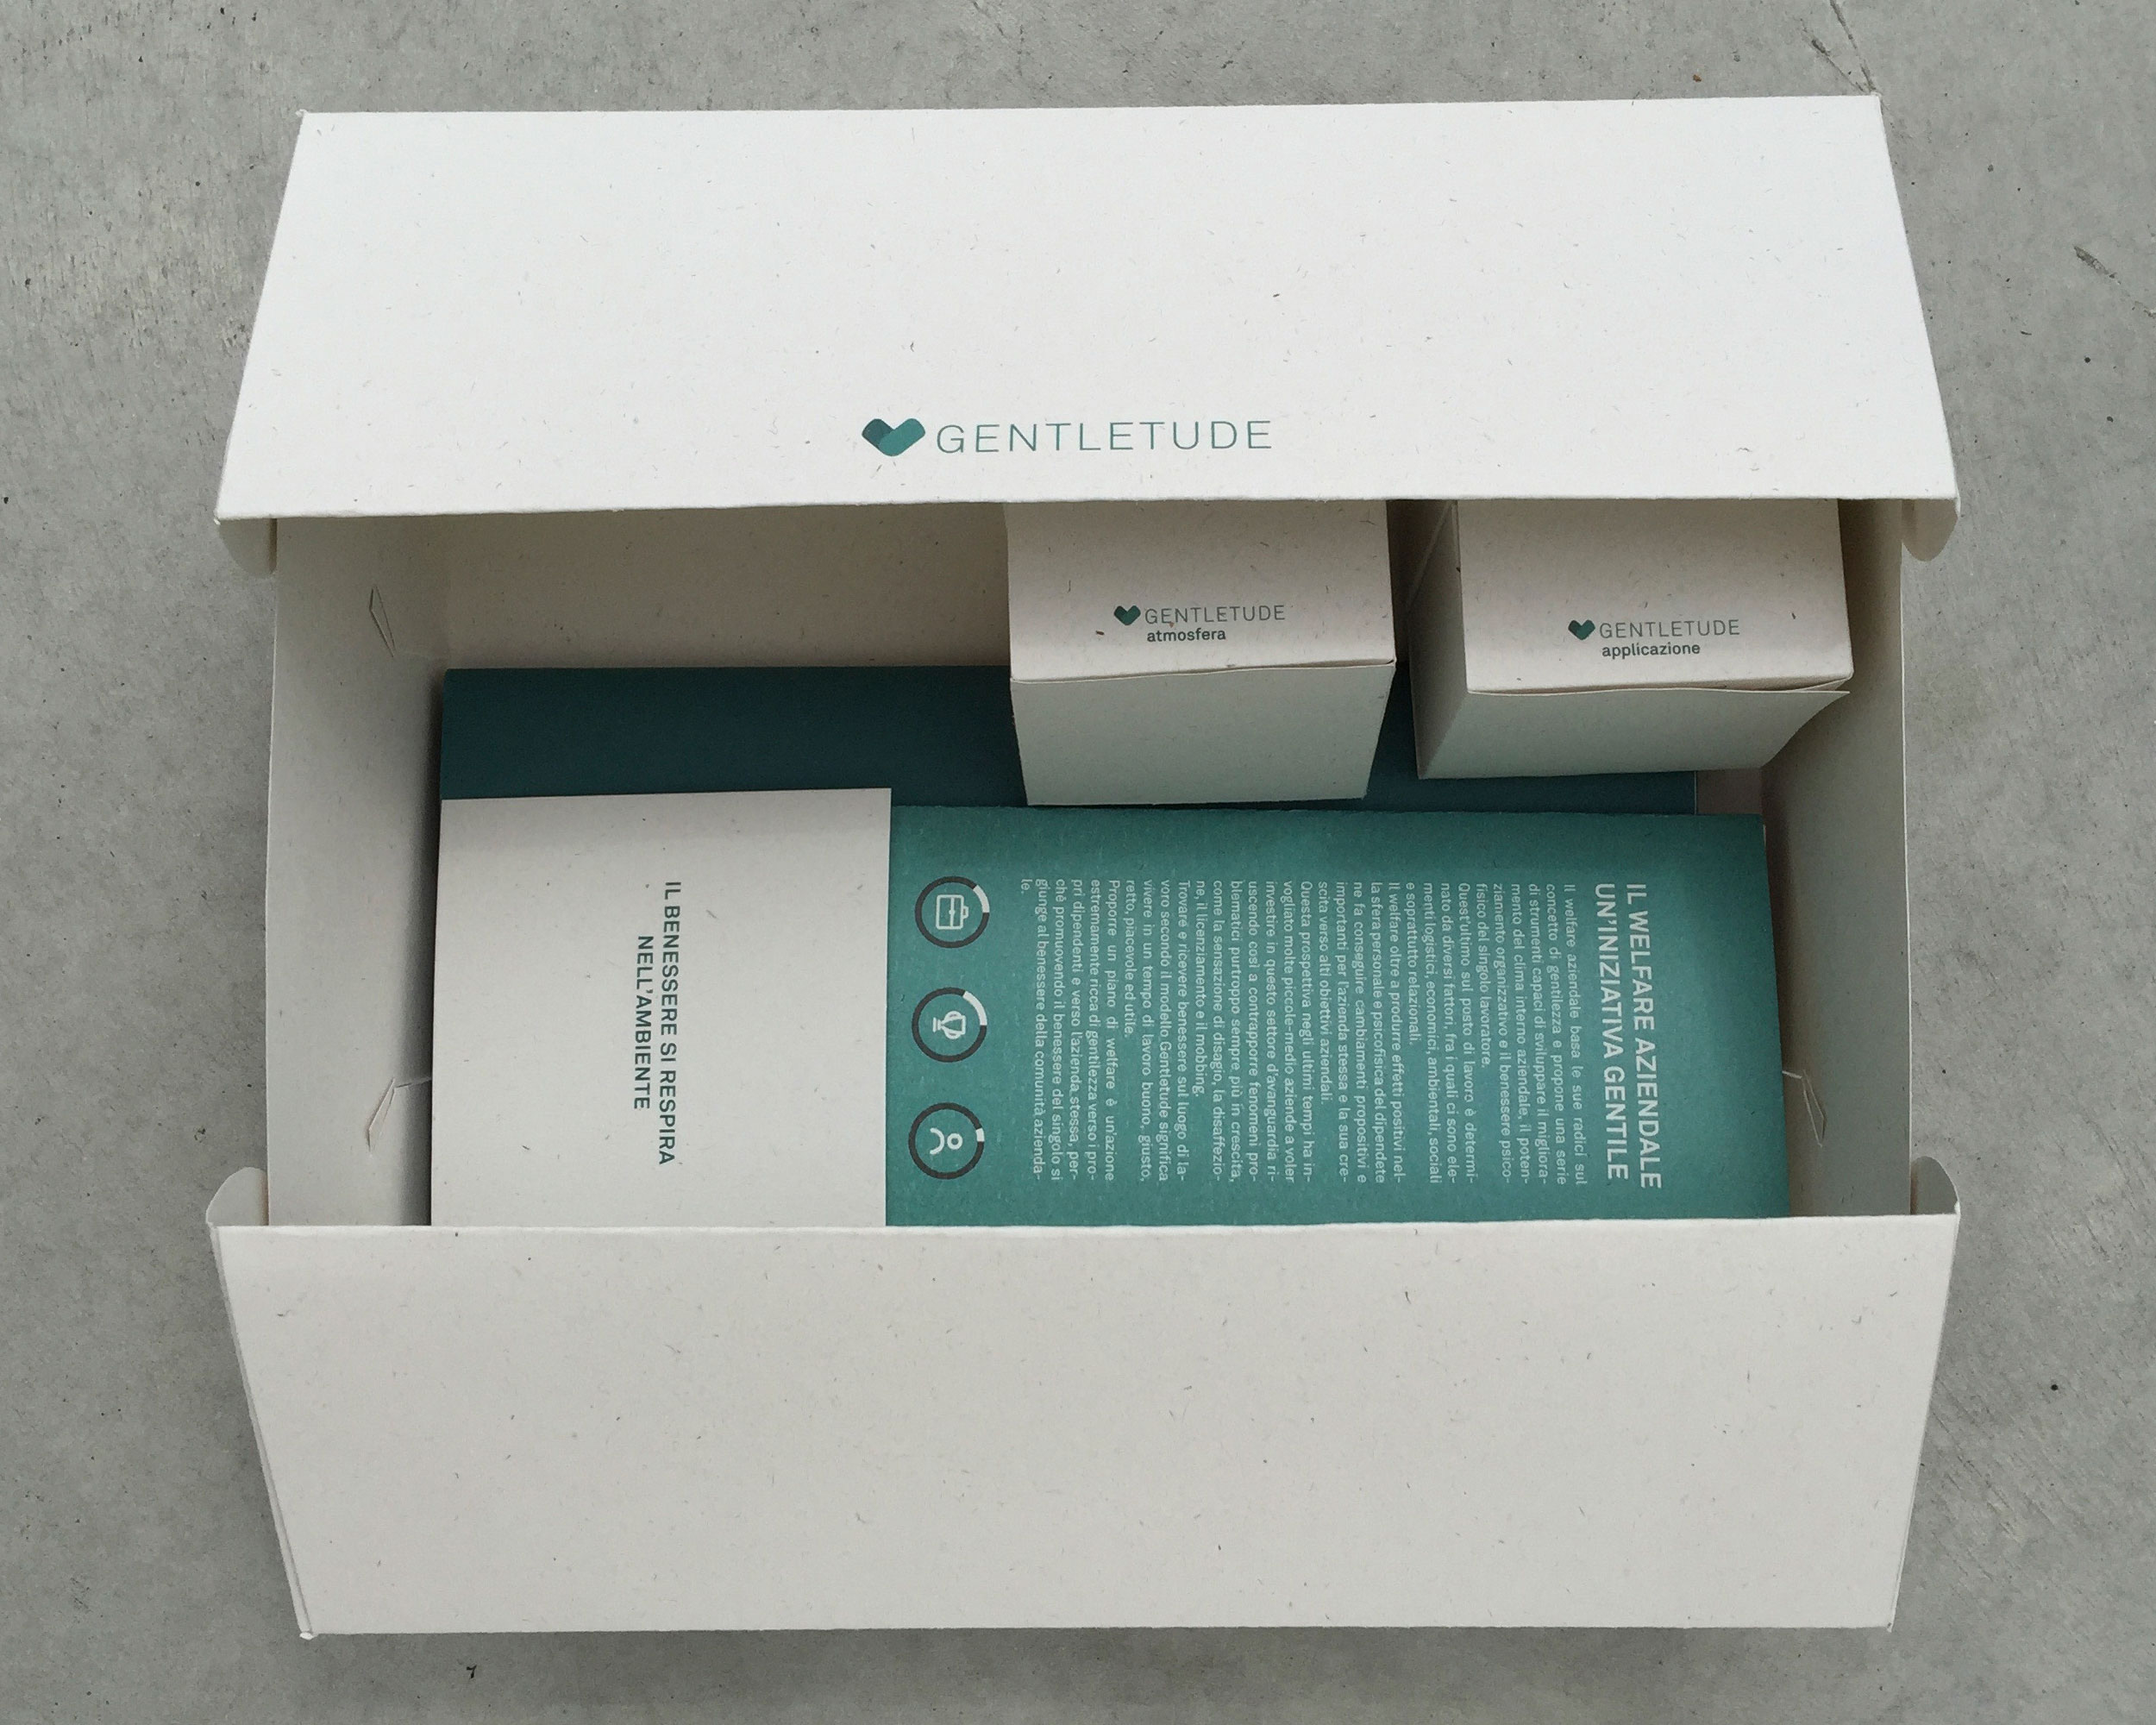 GENTLETUDE
GENTLETUDE
atmosfera
GENTLETUDE
applicazione
IL BENESSERE SI RESPIRA
NELL'AMBIENTE
IL WELFARE AZIENDALE
UN'INIZIATIVA GENTILE
Il welfare aziendale basa le sue radici sul
concetto di gentilezza e propone una serie
di strumenti capaci di sviluppare il migliora-
mento del clima interno aziendale, il poten-
ziamento organizzativo e il benessere psico-
fisico del singolo lavoratore.
Quest'ultimo sul posto di lavoro è determi-
nato da diversi fattori, fra i quali ci sono ele-
menti logistici, economici, ambientali, sociali
e soprattutto relazionali.
Il welfare oltre a produrre effetti positivi nel-
la sfera personale e psicofisica del dipendete
ne fa conseguire cambiamenti propositivi e
importanti per l'azienda stessa e la sua cre-
scita verso alti obiettivi aziendali.
Questa prospettiva negli ultimi tempi ha in-
vogliato molte piccole-medio aziende a voler
investire in questo settore d'avanguardia ri-
uscendo così a contrapporre fenomeni pro-
blematici purtroppo sempre più in crescita,
come la sensazione di disagio, la disaffezio-
ne, il licenziamento e il mobbing.
Trovare e ricevere benessere sul luogo di la-
voro secondo il modello Gentletude significa
vivere in un tempo di lavoro buono, giusto,
retto, piacevole ed utile.
Proporre un piano di welfare è un'azione
estremamente ricca di gentilezza verso i pro-
pri dipendenti e verso l'azienda stessa, per-
chè promuovendo il benessere del singolo si
giunge al benessere della comunità azienda-
le.